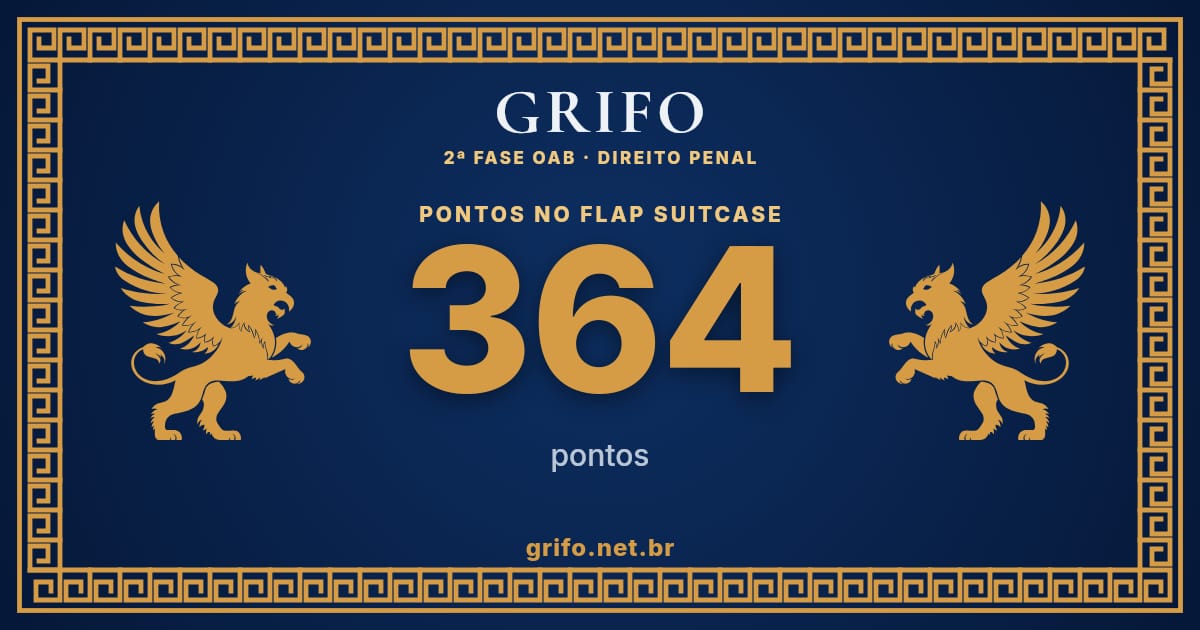 GRIFO
2ª FASE OAB · DIREITO PENAL
PONTOS NO FLAP SUITCASE
364
pontos
grifo.net.br